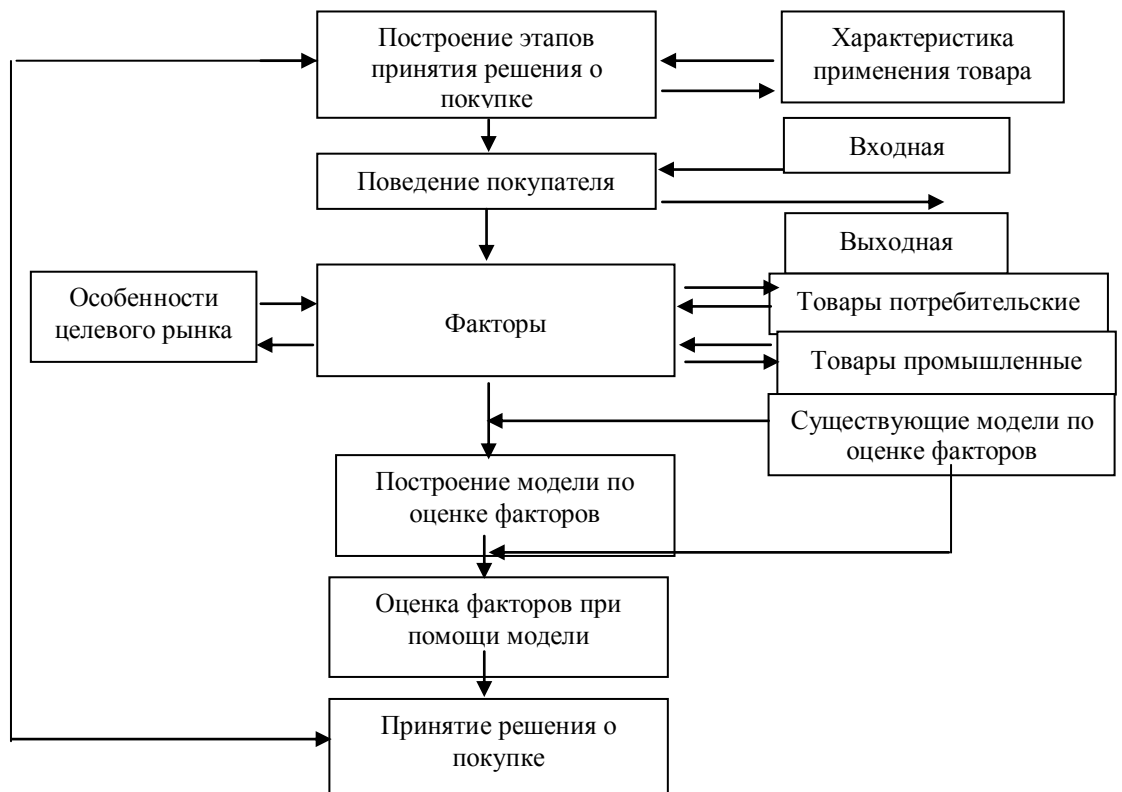 Построение этапов
принятия решения о
покупке
Характеристика
применения товара
Входная
Поведение покупателя
Выходная
Особенности
целевого рынка
Факторы
Товары потребительские
Товары промышленные
Существующие модели по
оценке факторов
Построение модели по
оценке факторов
Оценка факторов при
помощи модели
Принятие решения о
покупке